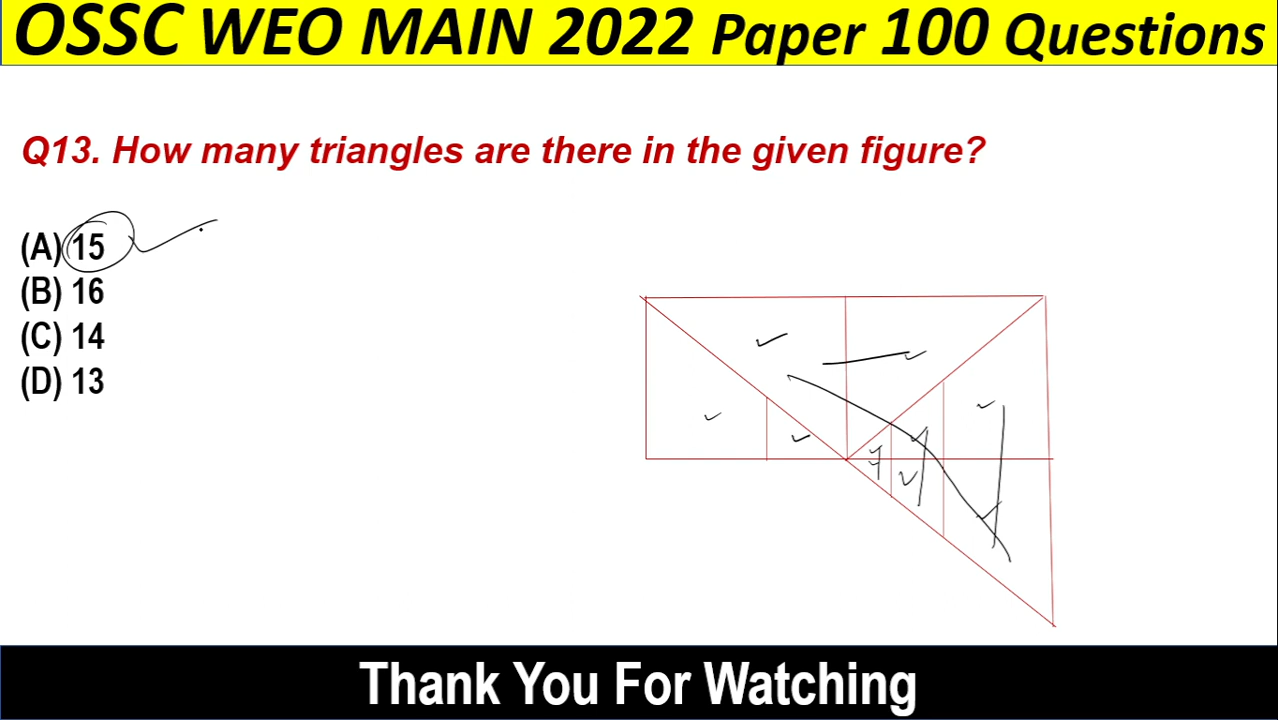 OSSC WEO MAIN 2022 Paper 100 Questions
Q13. How many triangles are there in the given figure?
(A) 15
(B) 16
(C) 14
(D) 13
Thank You For Watching